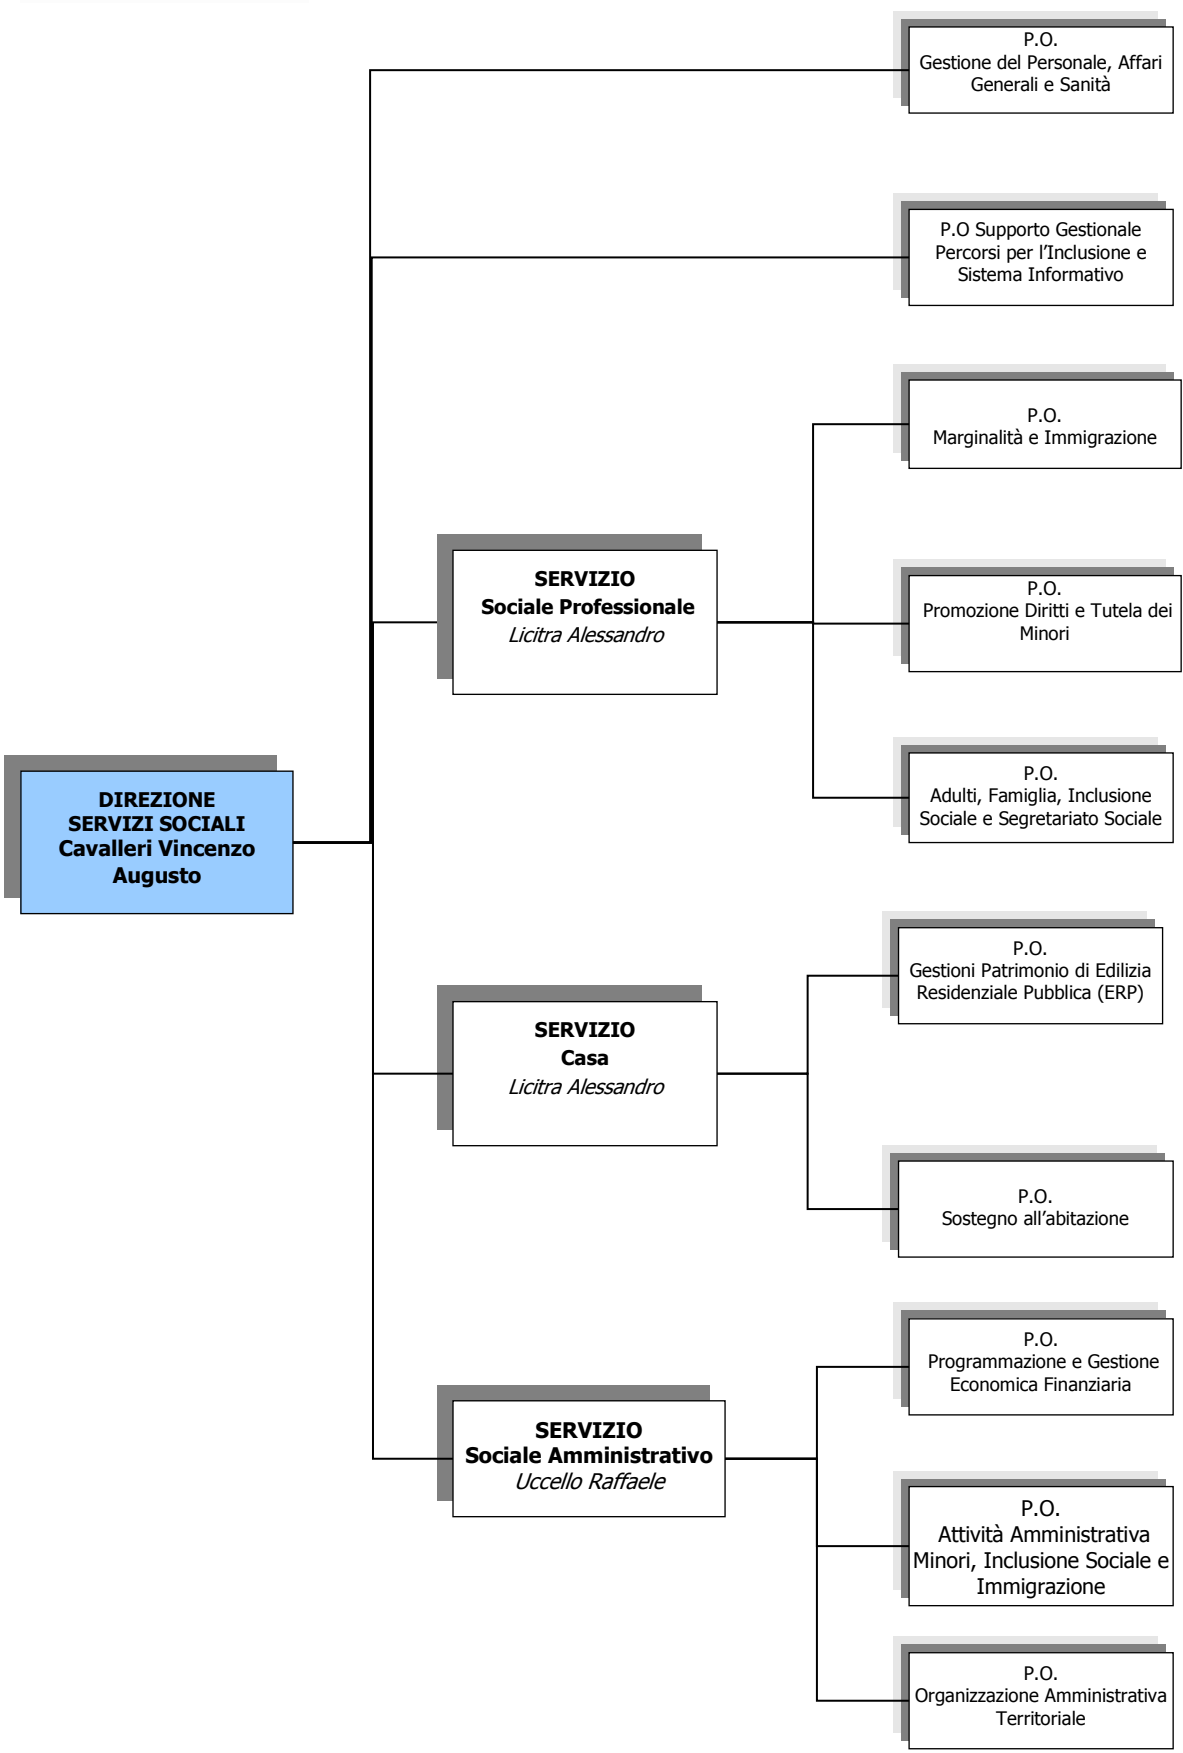 P.O.
Gestione del Personale, Affari
Generali e Sanità
P.O Supporto Gestionale
Percorsi per l'Inclusione e
Sistema Informativo
P.O.
Marginalità e Immigrazione
SERVIZIO
Sociale Professionale
Licitra Alessandro
P.O.
Promozione Diritti e Tutela dei
Minori
P.O.
Adulti, Famiglia, Inclusione
Sociale e Segretariato Sociale
DIREZIONE
SERVIZI SOCIALI
Cavalleri Vincenzo
Augusto
P.O.
Gestioni Patrimonio di Edilizia
Residenziale Pubblica (ERP)
SERVIZIO
Casa
Licitra Alessandro
P.O.
Sostegno all'abitazione
P.O.
Programmazione e Gestione
Economica Finanziaria
SERVIZIO
Sociale Amministrativo
Uccello Raffaele
P.O.
Attività Amministrativa
Minori, Inclusione Sociale e
Immigrazione
P.O.
Organizzazione Amministrativa
Territoriale